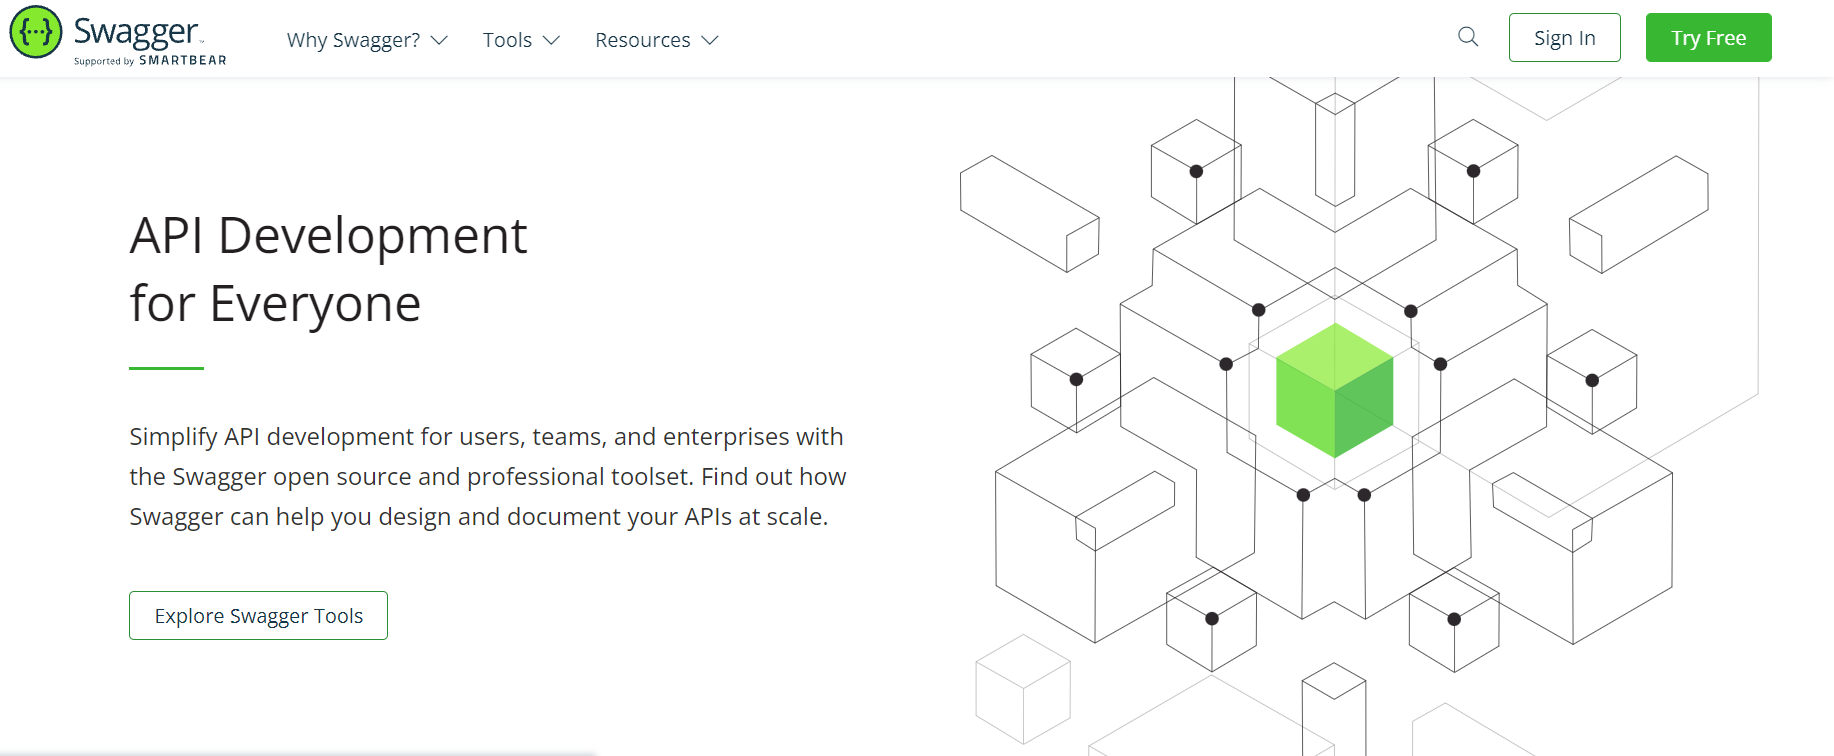 {...} Swagger™
Supported by SMARTBEAR
Why Swagger?
Tools
Resources
Sign In
Try Free
API Development
for Everyone
Simplify API development for users, teams, and enterprises with
the Swagger open source and professional toolset. Find out how
Swagger can help you design and document your APIs at scale.
Explore Swagger Tools